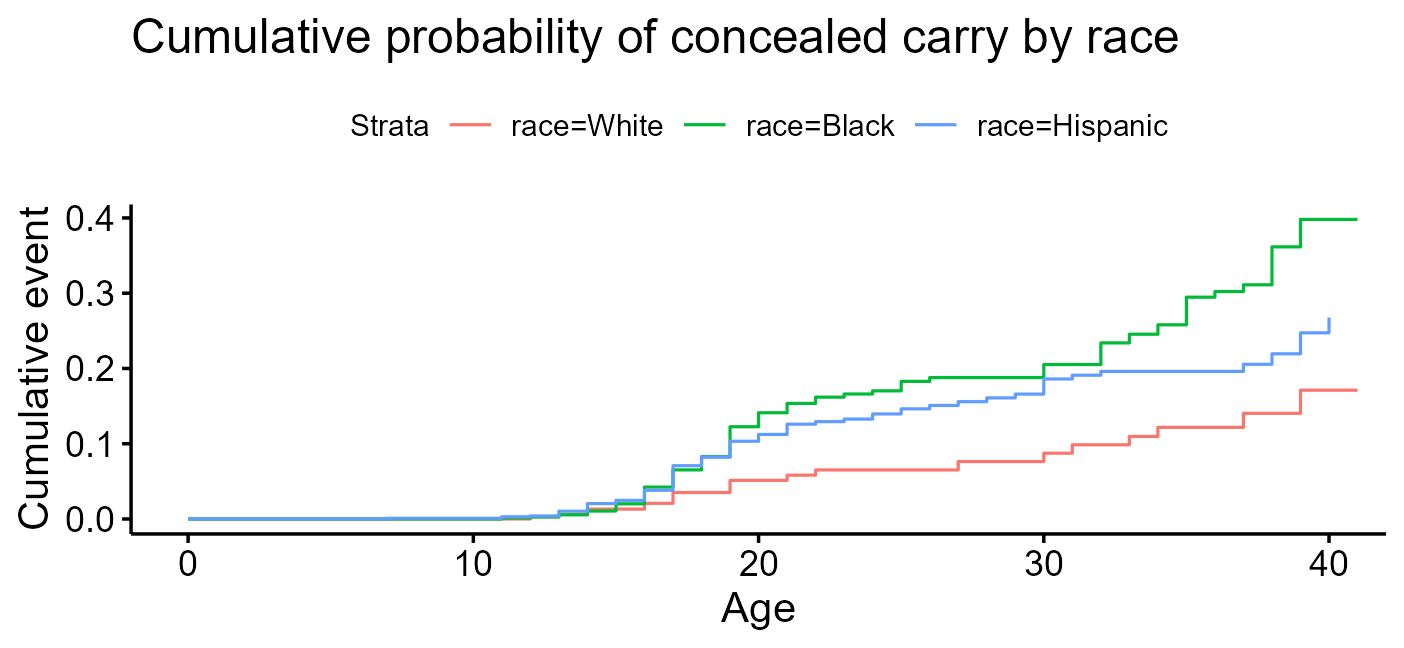 Cumulative probability of concealed carry by race
Strata race=White race=Black race=Hispanic
Cumulative event
0.4
0.3
0.2
0.1
0.0
0 10 20 30 40
Age